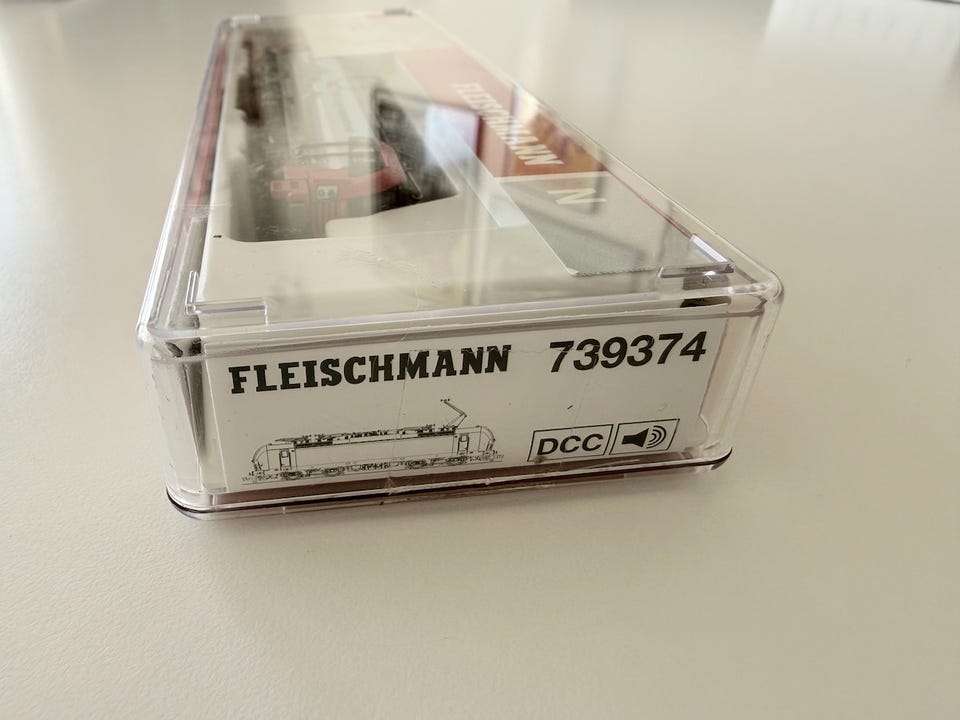 FLEISCHMANN
N
FLEISCHMANN 739374
DCC